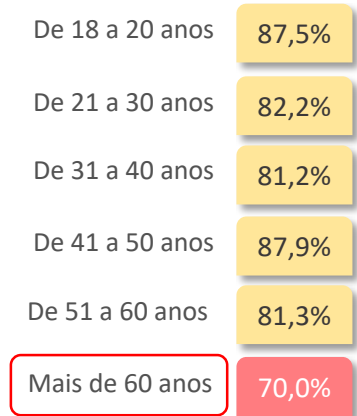 De 18 a 20 anos 87,5%
De 21 a 30 anos 82,2%
De 31 a 40 anos 81,2%
De 41 a 50 anos 87,9%
De 51 a 60 anos 81,3%
Mais de 60 anos 70,0%